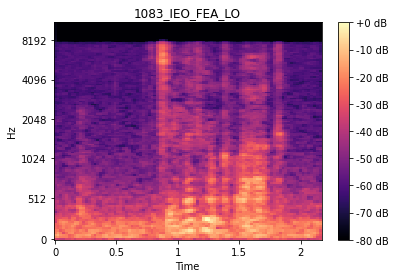 1083_IEO_FEA_LO
+0 dB
8192
-10 dB
4096
-20 dB
-30 dB
2048
-40 dB
Hz
1024
-50 dB
512
-60 dB
-70 dB
0
-80 dB
0 0.5 1 1.5 2
Time